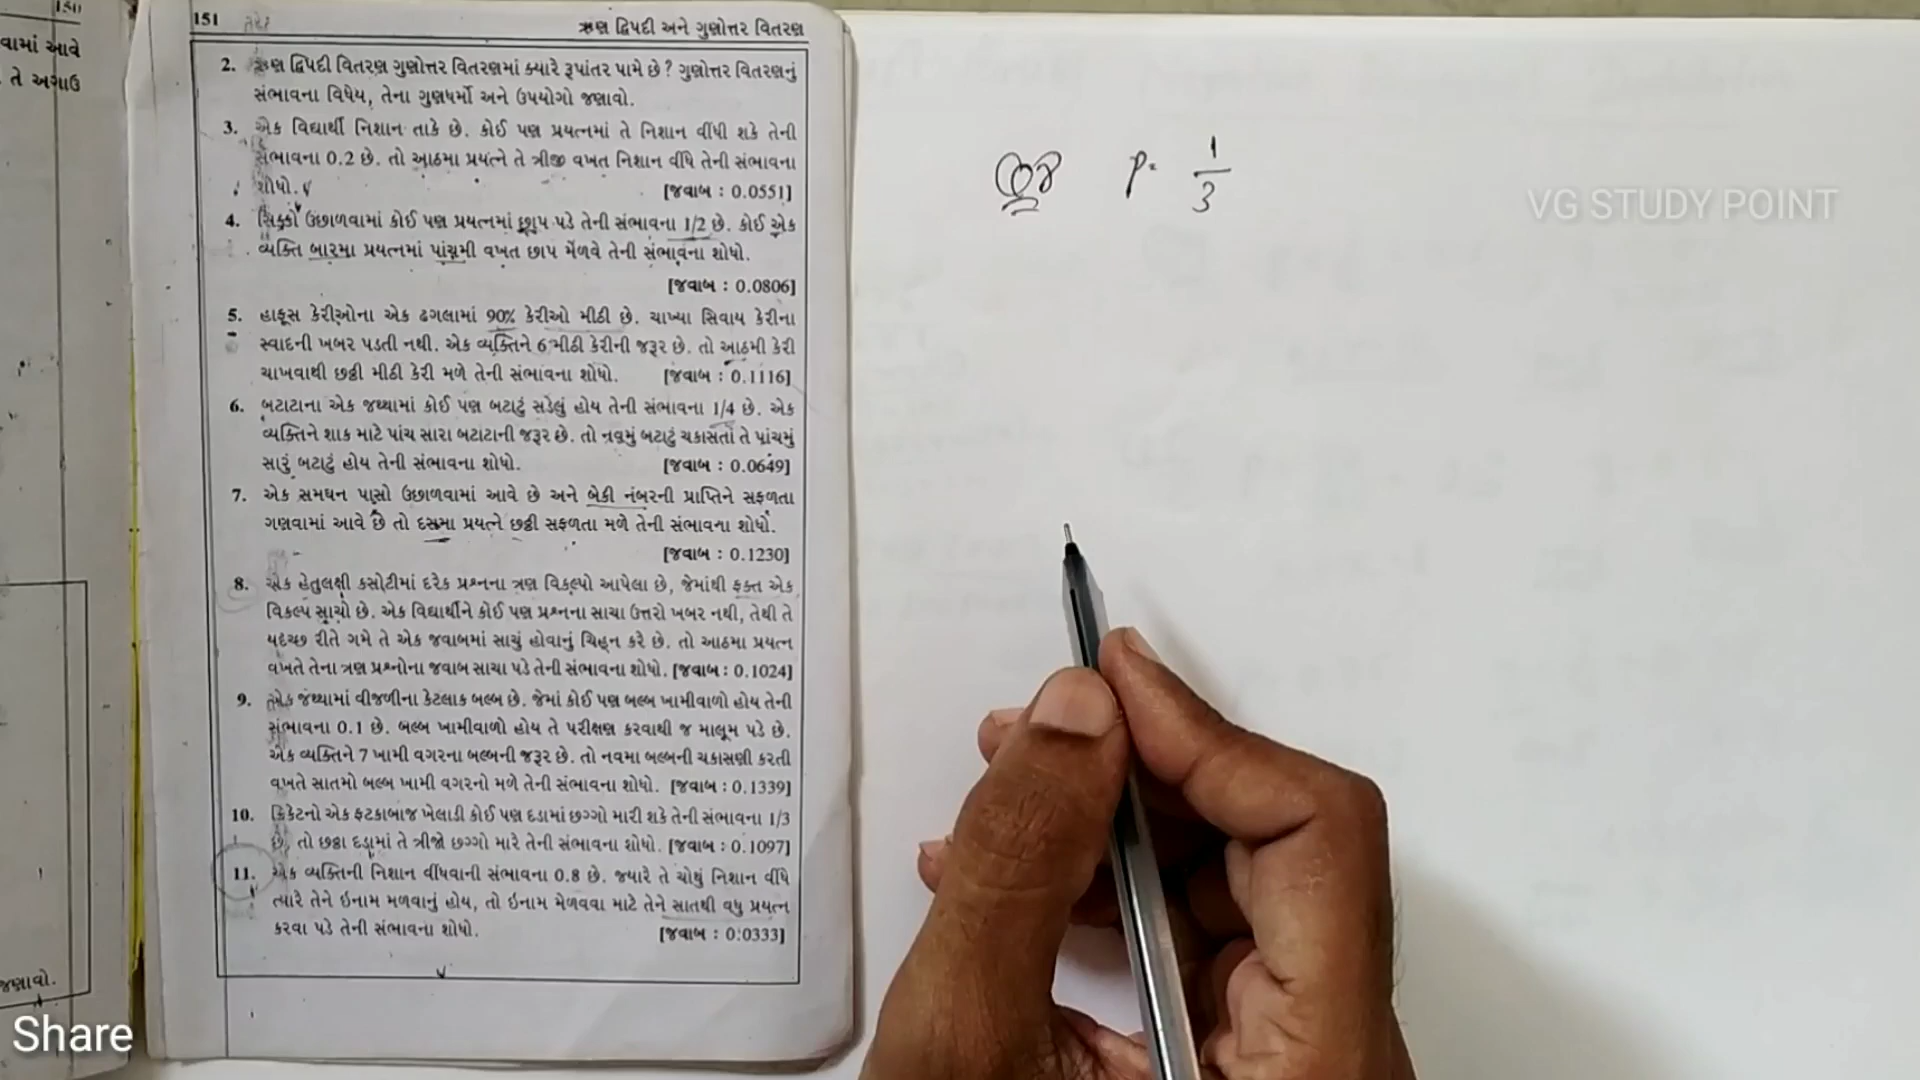 150
વામાં આવે
તે અગાઉ
જણાવો.
151
ઋણ દ્વિપદી અને ગુણોત્તર વિતરણ
2. ઋણ દ્વિપદી વિતરણ ગુણોત્તર વિતરણમાં ક્યારે રૂપાંતર પામે છે ? ગુણોત્તર વિતરણનું
સંભાવના વિધેય, તેના ગુણધર્મો અને ઉપયોગો જણાવો.
3. એક વિદ્યાર્થી નિશાન તાકે છે. કોઈ પણ પ્રયત્નમાં તે નિશાન વીંધી શકે તેની
સંભાવના 0.2 છે. તો આઠમા પ્રયત્ને તે ત્રીજી વખત નિશાન વીંધે તેની સંભાવના
શોધો. [જવાબ : 0.0551]
4. સિક્કો ઉછાળવામાં કોઈ પણ પ્રયત્નમાં છાપ પડે તેની સંભાવના 1/2 છે. કોઈ એક
વ્યક્તિ બારમા પ્રયત્નમાં પાંચમી વખત છાપ મેળવે તેની સંભાવના શોધો.
[જવાબ : 0.0806]
5. હાફૂસ કેરીઓના એક ઢગલામાં 90% કેરીઓ મીઠી છે. ચાખ્યા સિવાય કેરીના
સ્વાદની ખબર પડતી નથી. એક વ્યક્તિને 6 મીઠી કેરીની જરૂર છે. તો આઠમી કેરી
ચાખવાથી છઠ્ઠી મીઠી કેરી મળે તેની સંભાવના શોધો. [જવાબ : 0.1116]
6. બટાટાના એક જથ્થામાં કોઈ પણ બટાટું સડેલું હોય તેની સંભાવના 1/4 છે. એક
વ્યક્તિને શાક માટે પાંચ સારા બટાટાની જરૂર છે. તો નવમું બટાટું ચકાસતાં તે પાંચમું
સારું બટાટું હોય તેની સંભાવના શોધો. [જવાબ : 0.0649]
7. એક સમઘન પાસો ઉછાળવામાં આવે છે અને બેકી નંબરની પ્રાપ્તિને સફળતા
ગણવામાં આવે છે તો દસમા પ્રયત્ને છઠ્ઠી સફળતા મળે તેની સંભાવના શોધો.
[જવાબ : 0.1230]
8. એક હેતુલક્ષી કસોટીમાં દરેક પ્રશ્નના ત્રણ વિકલ્પો આપેલા છે, જેમાંથી ફક્ત એક
વિકલ્પ સાચો છે. એક વિદ્યાર્થીને કોઈ પણ પ્રશ્નના સાચા ઉત્તરો ખબર નથી, તેથી તે
યદચ્છ રીતે ગમે તે એક જવાબમાં સાચું હોવાનું ચિહ્ન કરે છે. તો આઠમા પ્રયત્ન
વખતે તેના ત્રણ પ્રશ્નોના જવાબ સાચા પડે તેની સંભાવના શોધો. [જવાબ : 0.1024]
9. એક જથ્થામાં વીજળીના કેટલાક બલ્બ છે. જેમાં કોઈ પણ બલ્બ ખામીવાળો હોય તેની
સંભાવના 0.1 છે. બલ્બ ખામીવાળો હોય તે પરીક્ષણ કરવાથી જ માલૂમ પડે છે.
એક વ્યક્તિને 7 ખામી વગરના બલ્બની જરૂર છે. તો નવમા બલ્બની ચકાસણી કરતી
વખતે સાતમો બલ્બ ખામી વગરનો મળે તેની સંભાવના શોધો. [જવાબ : 0.1339]
10. ક્રિકેટનો એક ફટકાબાજ ખેલાડી કોઈ પણ દડામાં છગ્ગો મારી શકે તેની સંભાવના 1/3
છે, તો છઠ્ઠા દડામાં તે ત્રીજો છગ્ગો મારે તેની સંભાવના શોધો. [જવાબ : 0.1097]
11. એક વ્યક્તિની નિશાન વીંધવાની સંભાવના 0.8 છે. જ્યારે તે ચોથું નિશાન વીંધે
ત્યારે તેને ઇનામ મળવાનું હોય, તો ઇનામ મેળવવા માટે તેને સાતથી વધુ પ્રયત્ન
કરવા પડે તેની સંભાવના શોધો. [જવાબ : 0.0333]
P = 1/3
VG STUDY POINT
Share